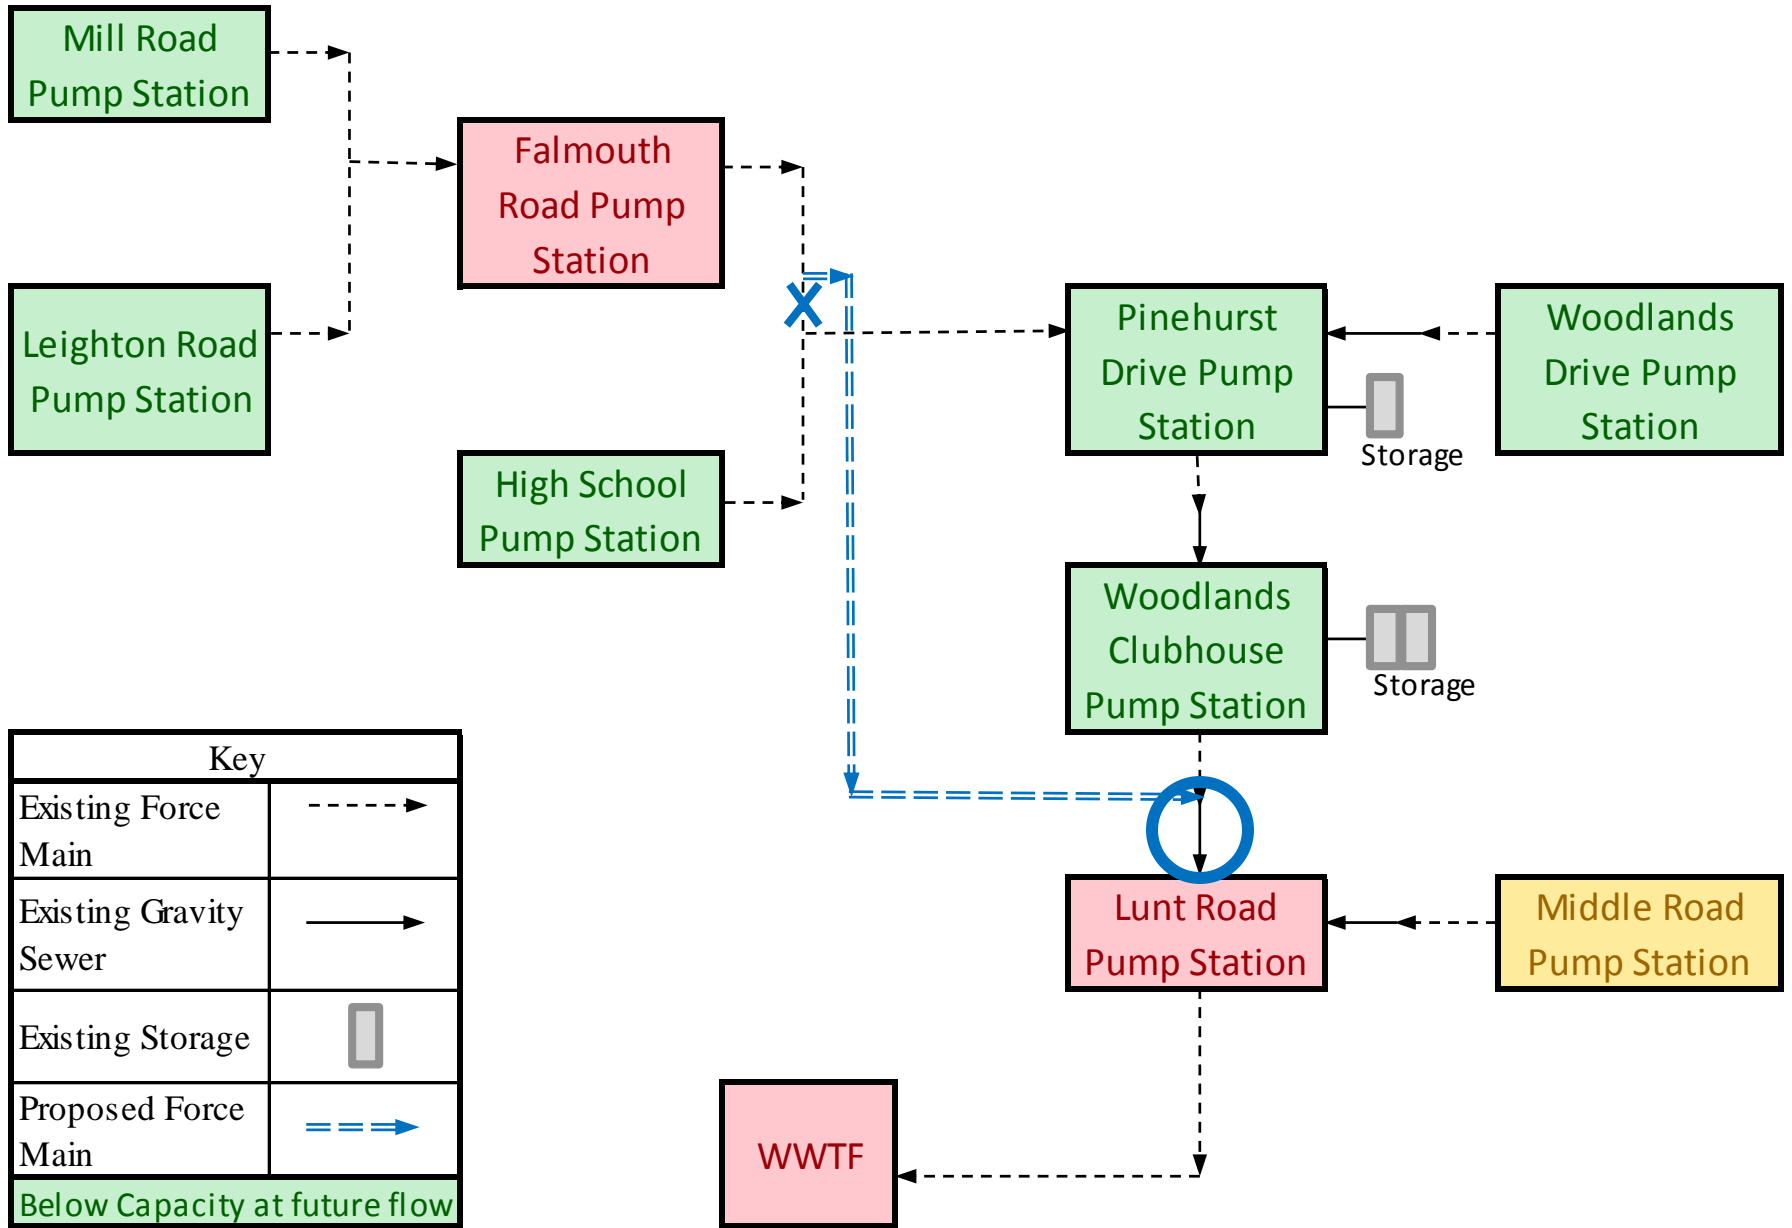 Mill Road
Pump Station
Falmouth
Road Pump
Station
Leighton Road
Pump Station
Pinehurst
Drive Pump
Station
Woodlands
Drive Pump
Station
Storage
High School
Pump Station
Woodlands
Clubhouse
Pump Station
Storage
Lunt Road
Pump Station
Middle Road
Pump Station
WWTF
Key
Existing Force
Main
Existing Gravity
Sewer
Existing Storage
Proposed Force
Main
Below Capacity at future flow